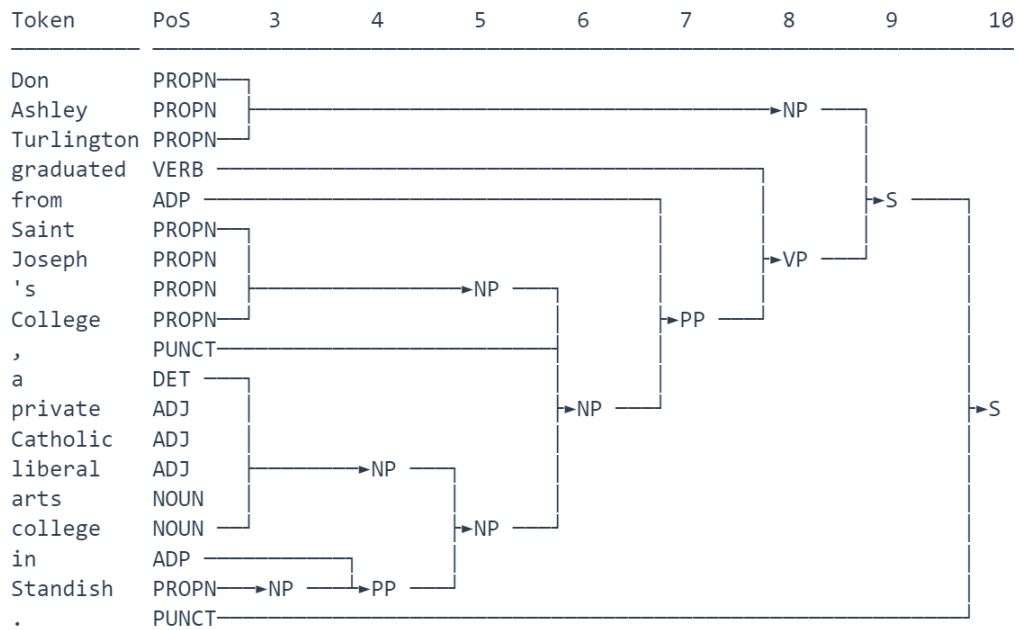 Token PoS 3 4 5 6 7 8 9 10
Don PROPN
Ashley PROPN NP
Turlington PROPN
graduated VERB
from ADP S
Saint PROPN
Joseph PROPN VP
's PROPN NP
College PROPN PP
, PUNCT
a DET
private ADJ NP S
Catholic ADJ
liberal ADJ NP
arts NOUN
college NOUN NP
in ADP
Standish PROPN NP PP
. PUNCT